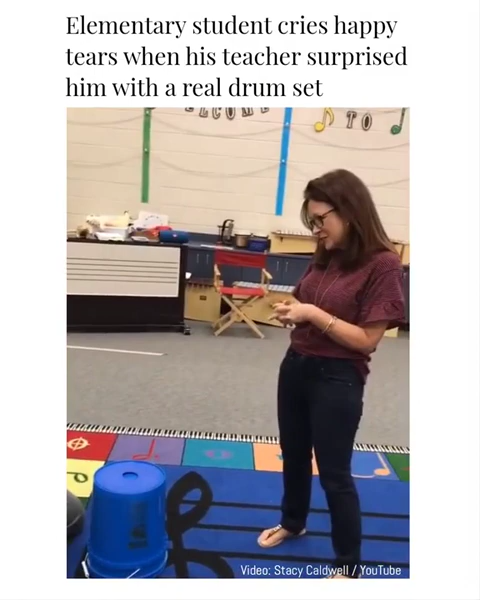 Elementary student cries happy
tears when his teacher surprised
him with a real drum set
TO
Video: Stacy Caldwell / YouTube